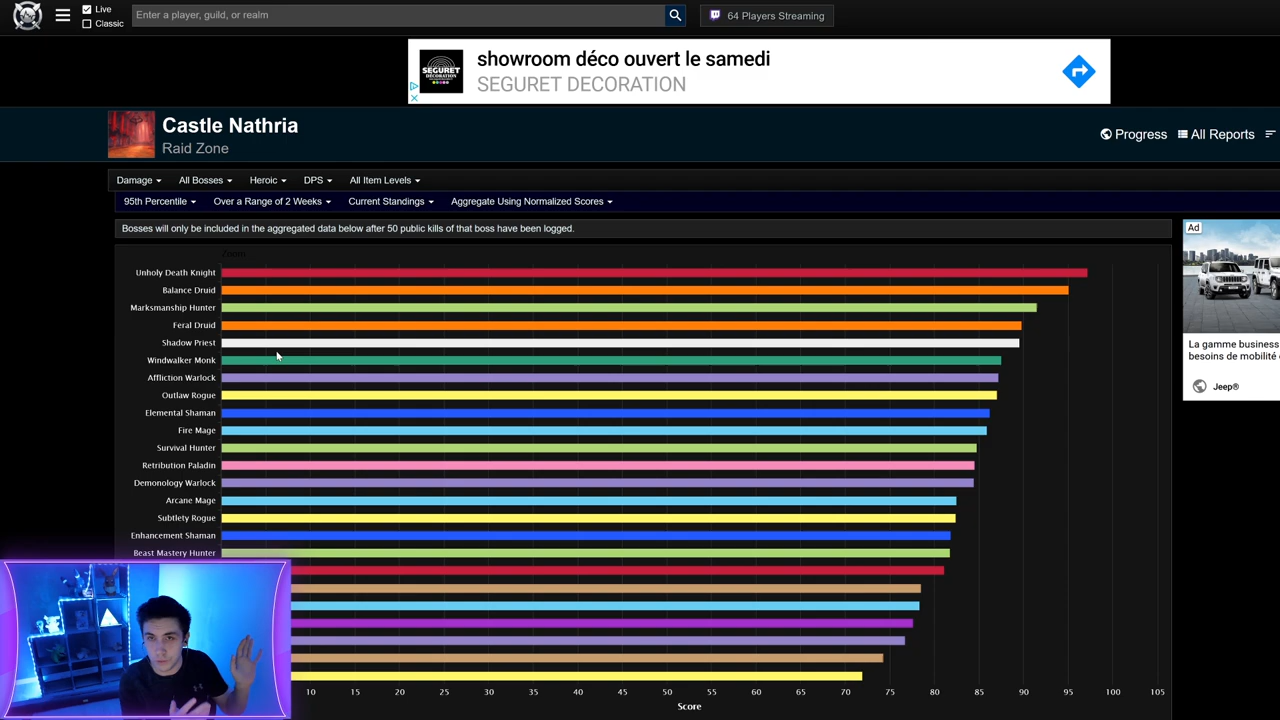 Live
Classic
Enter a player, guild, or realm
64 Players Streaming
SEGURET
DECORATION
showroom déco ouvert le samedi
SEGURET DECORATION
Castle Nathria
Raid Zone
Progress
All Reports
Damage
All Bosses
Heroic
DPS
All Item Levels
95th Percentile
Over a Range of 2 Weeks
Current Standings
Aggregate Using Normalized Scores
Bosses will only be included in the aggregated data below after 50 public kills of that boss have been logged.
Ad
Zoom
Unholy Death Knight
Balance Druid
Marksmanship Hunter
Feral Druid
Shadow Priest
Windwalker Monk
Affliction Warlock
Outlaw Rogue
Elemental Shaman
Fire Mage
Survival Hunter
Retribution Paladin
Demonology Warlock
Arcane Mage
Subtlety Rogue
Enhancement Shaman
Beast Mastery Hunter
La gamme business
besoins de mobilité
Jeep®
10 15 20 25 30 35 40 45 50 55 60 65 70 75 80 85 90 95 100 105
Score